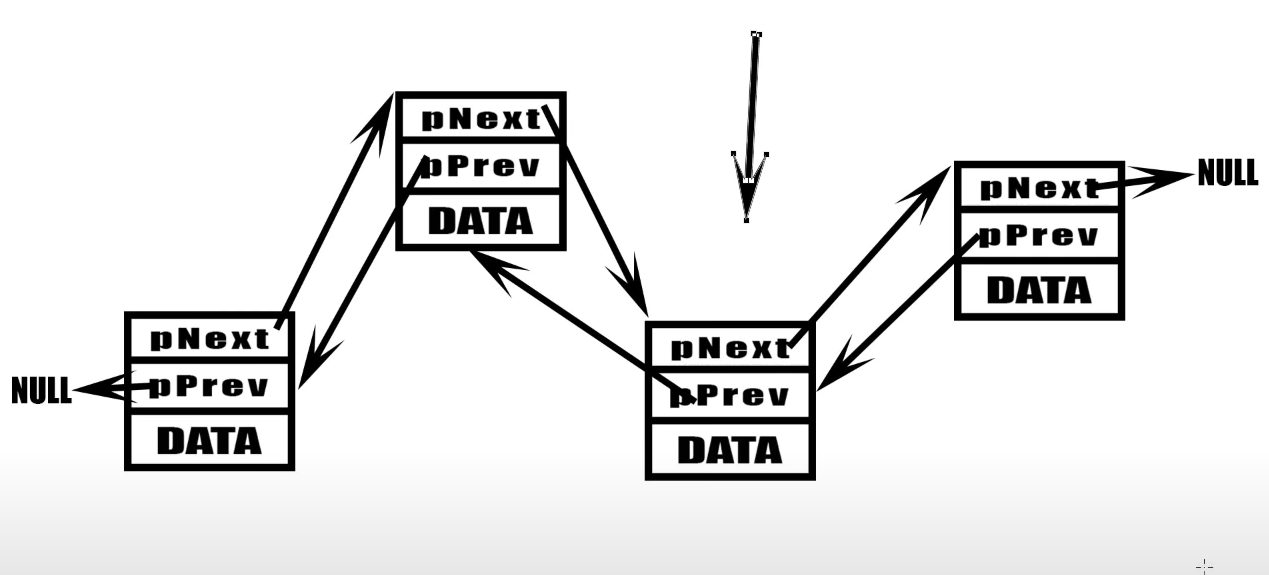 NULL
pNext
pPrev
DATA
pNext
pPrev
DATA
pNext
pPrev
DATA
pNext
pPrev
DATA
NULL